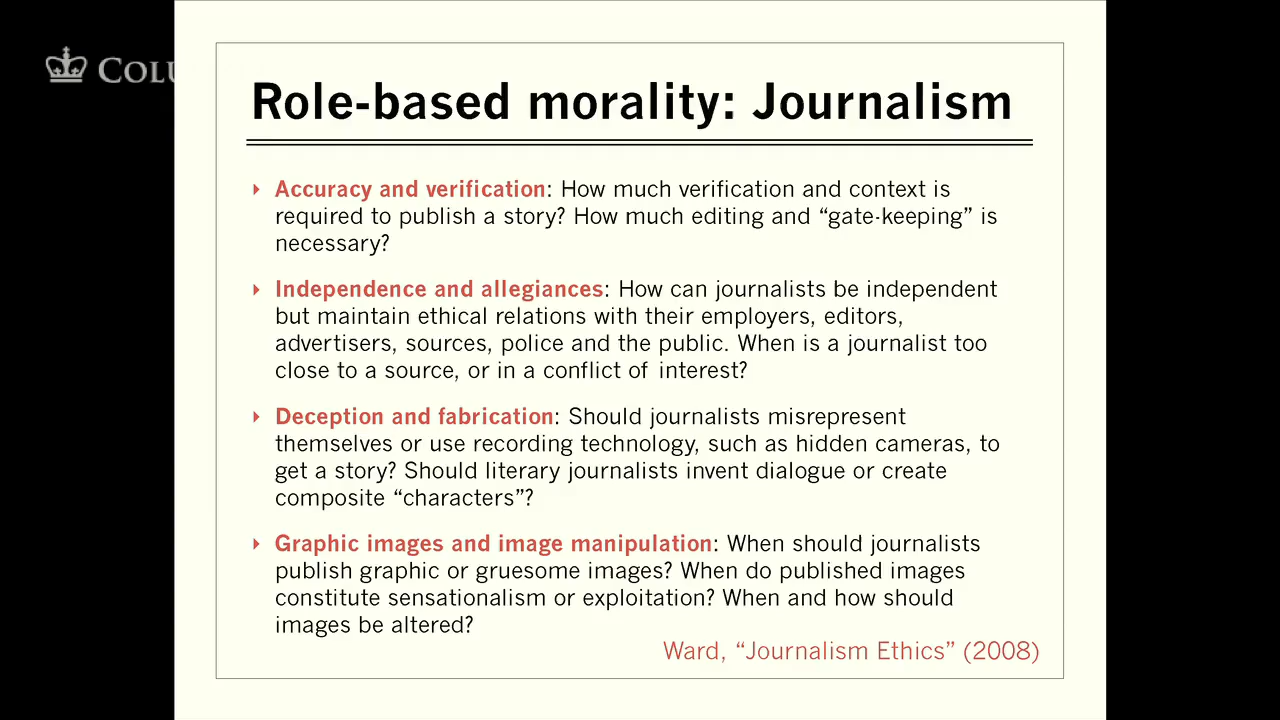 COLU
Role-based morality: Journalism
Accuracy and verification: How much verification and context is
required to publish a story? How much editing and “gate-keeping” is
necessary?
Independence and allegiances: How can journalists be independent
but maintain ethical relations with their employers, editors,
advertisers, sources, police and the public. When is a journalist too
close to a source, or in a conflict of interest?
Deception and fabrication: Should journalists misrepresent
themselves or use recording technology, such as hidden cameras, to
get a story? Should literary journalists invent dialogue or create
composite “characters”?
Graphic images and image manipulation: When should journalists
publish graphic or gruesome images? When do published images
constitute sensationalism or exploitation? When and how should
images be altered?
Ward, “Journalism Ethics” (2008)